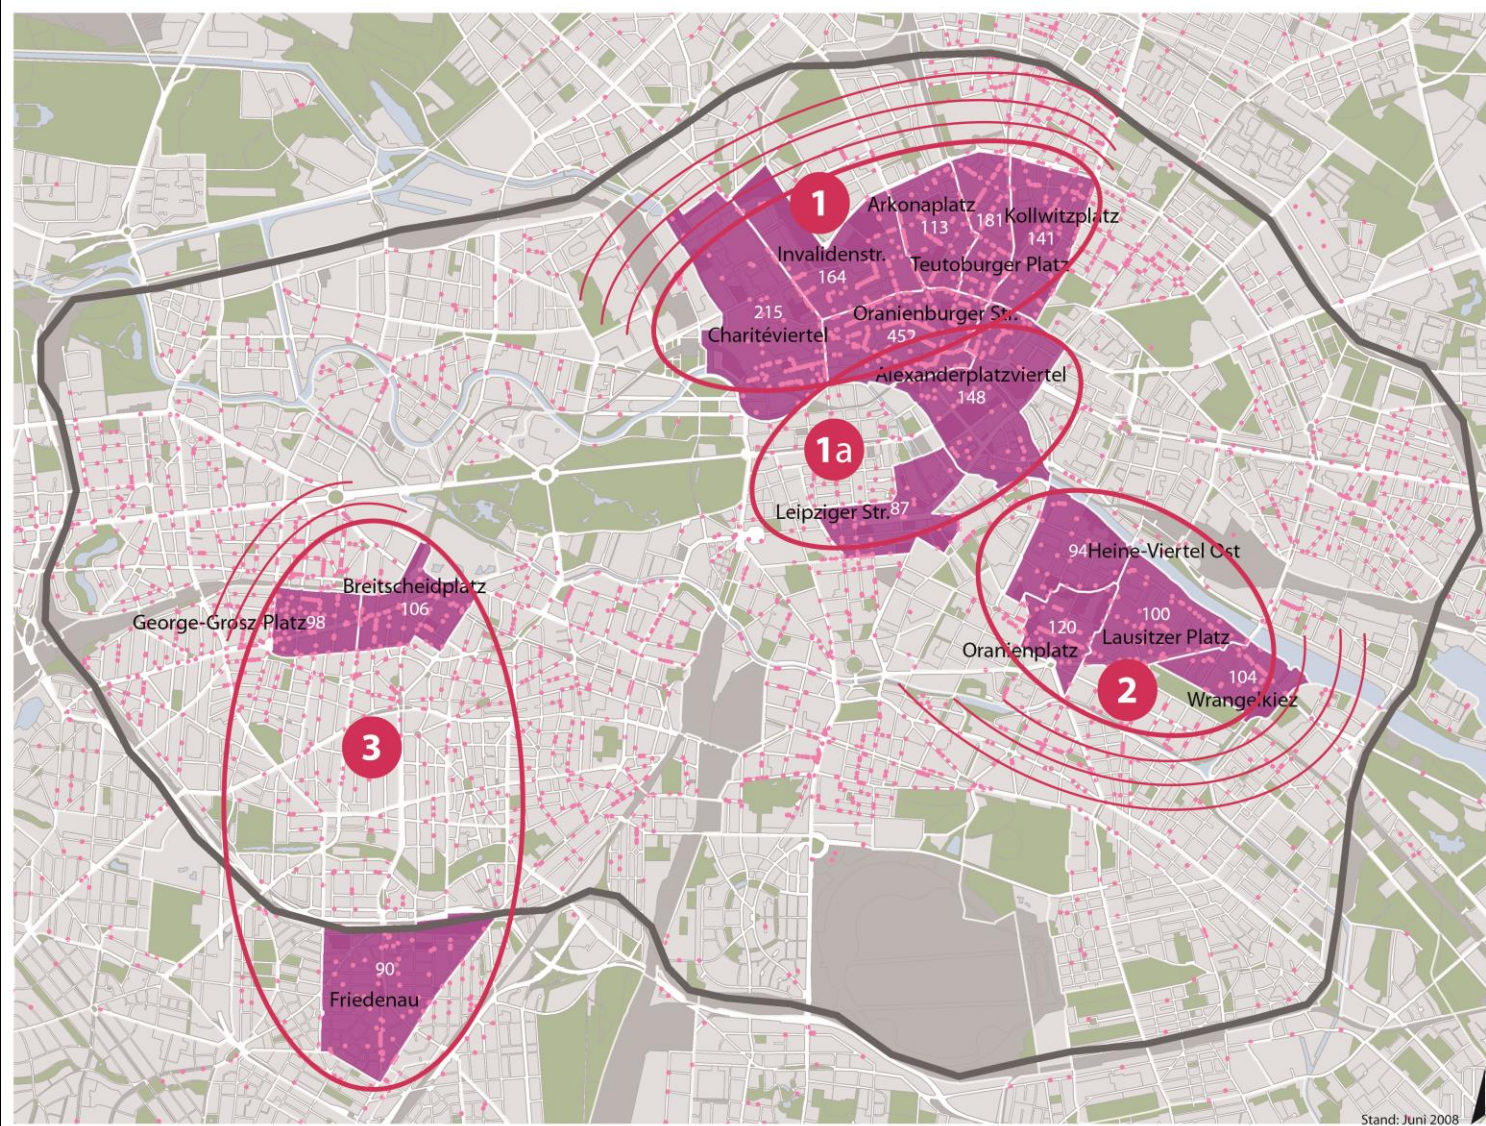 1
Arkonaplatz
113
181
Kollwitzplatz
141
Invalidenstr.
164
Teutoburger Platz
215
Charitéviertel
Oranienburger Str.
452
Alexanderplatzviertel
148
1a
Leipziger Str. 87
94 Heine-Viertel Ost
100
Lausitzer Platz
120
Oranienplatz
104
Wrangelkiez
2
Breitscheidplatz
106
George-Grosz-Platz 98
3
90
Friedenau
Stand: Juni 2008